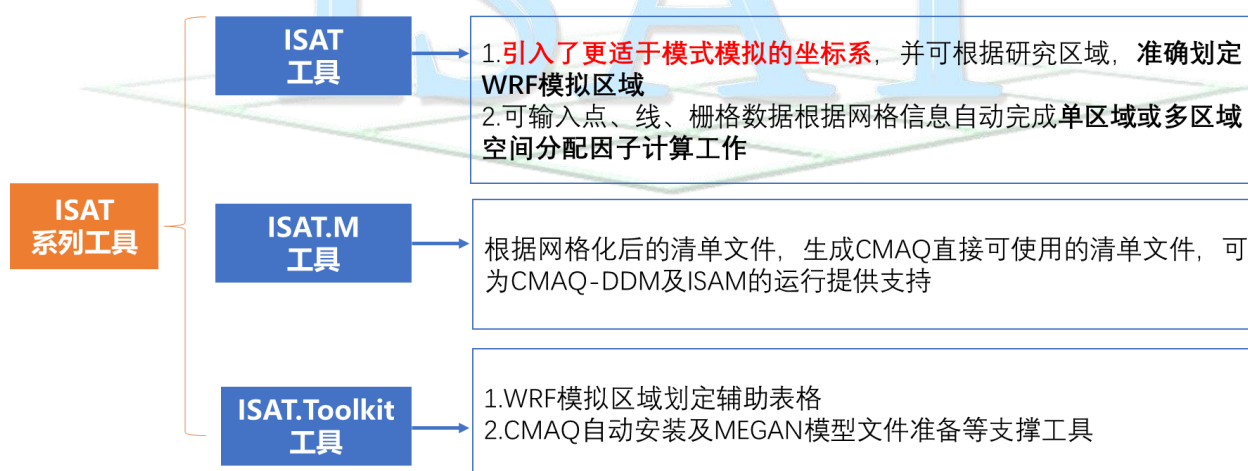 ISAT
ISAT
工具
1.引入了更适于模式模拟的坐标系，并可根据研究区域，准确划定
WRF模拟区域
2.可输入点、线、栅格数据根据网格信息自动完成单区域或多区域
空间分配因子计算工作
ISAT
系列工具
ISAT.M
工具
根据网格化后的清单文件，生成CMAQ直接可使用的清单文件，可
为CMAQ-DDM及ISAM的运行提供支持
ISAT.Toolkit
工具
1.WRF模拟区域划定辅助表格
2.CMAQ自动安装及MEGAN模型文件准备等支撑工具